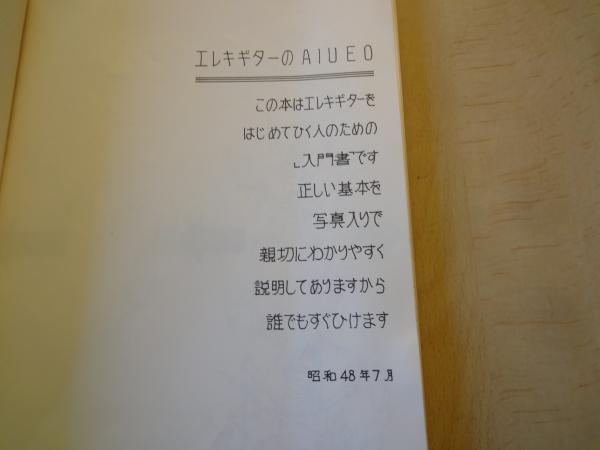 エレキギターのAIUEO
この本はエレキギターを
はじめてひく人のための
「入門書」です
正しい基本を
写真入りで
親切にわかりやすく
説明してありますから
誰でもすぐひけます
昭和48年7月